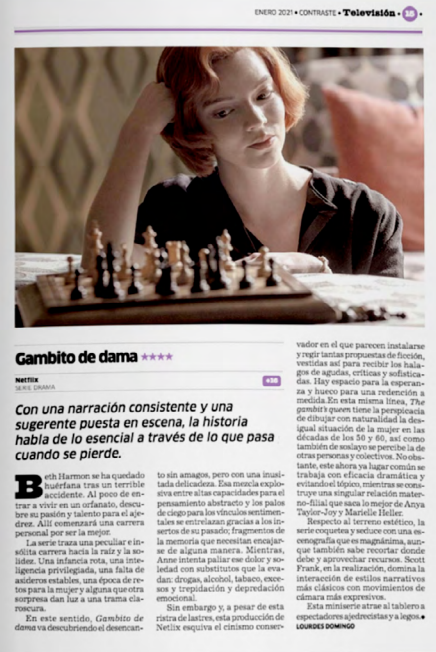 ENERO 2021 • CONTRASTE • Televisión • 15 •
Gambito de dama ★★★★
Netflix
SERIE DRAMA
Con una narración consistente y una
sugerente puesta en escena, la historia
habla de lo esencial a través de lo que pasa
cuando se pierde.
Beth Harmon se ha quedado
huérfana tras un terrible
accidente. Al poco de en-
trar a vivir en un orfanato, descu-
bre su pasión y talento para el aje-
drez. Allí comenzará una carrera
personal por ser la mejor.
La serie traza una peculiar e in-
sólita carrera hacia la raíz y la so-
lidez. Una infancia rota, una inte-
ligencia privilegiada, una falta de
asideros estables, una época de re-
tos para la mujer y alguna que otra
sorpresa dan luz a una trama cla-
roscura.
En este sentido, Gambito de
dama va descubriendo el desencan-
to sin amagos, pero con una inusi-
tada delicadeza. Esa mezcla explo-
siva entre altas capacidades para el
pensamiento abstracto y los palos
de ciego para los vínculos sentimen-
tales se entrelazan gracias a los in-
sertos de su pasado; fragmentos de
la memoria que necesitan encajar-
se de alguna manera. Mientras,
Anne intenta paliar ese dolor y so-
ledad con substitutos que la eva-
dan: drogas, alcohol, tabaco, exce-
sos y trepidación y depredación
emocional.
Sin embargo y, a pesar de esta
ristra de lastres, esta producción de
Netlix esquiva el cinismo conser-
vador en el que parecen instalarse
y regir tantas propuestas de ficción,
vestidas así para recibir los hala-
gos de agudas, críticas y sofistica-
das. Hay espacio para la esperan-
za y hueco para una redención a
medida.En esta misma línea, The
gambit's queen tiene la perspicacia
de dibujar con naturalidad la des-
igual situación de la mujer en las
décadas de los 50 y 60, así como
también de soslayo se percibe la de
otras personas y colectivos. No obs-
tante, este ahora ya lugar común se
trabaja con eficacia dramática y
evitando el tópico, mientras se cons-
truye una singular relación mater-
no-filial que saca lo mejor de Anya
Taylor-Joy y Marielle Heller.
Respecto al terreno estético, la
serie coquetea y seduce con una es-
cenografía que es magnánima, aun-
que también sabe recortar donde
debe y aprovechar recursos. Scott
Frank, en la realización, domina la
interacción de estilos narrativos
más clásicos con movimientos de
cámara más expresivos.
Esta miniserie atrae al tablero a
espectadores ajedrecistas y a legos.●
LOURDES DOMINGO